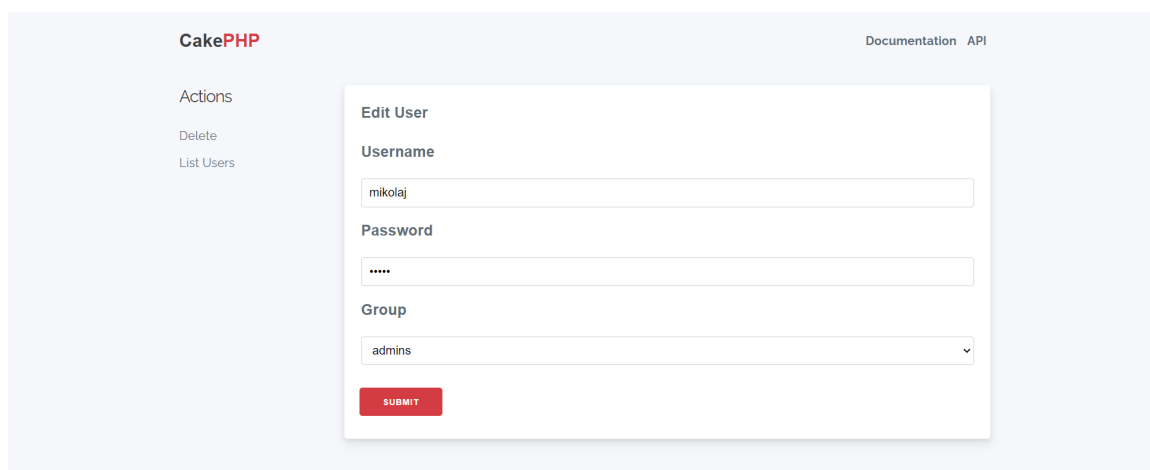 CakePHP
Documentation API
Actions
Delete
List Users
Edit User
Username
mikolaj
Password
•••••
Group
admins
SUBMIT